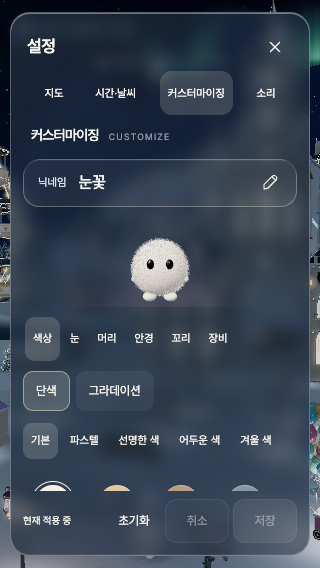 설정
지도 시간·날씨 커스터마이징 소리
커스터마이징 CUSTOMIZE
닉네임 눈꽃
색상 눈 머리 안경 꼬리 장비
단색 그라데이션
기본 파스텔 선명한 색 어두운 색 겨울 색
현재 적용 중 초기화 취소 저장